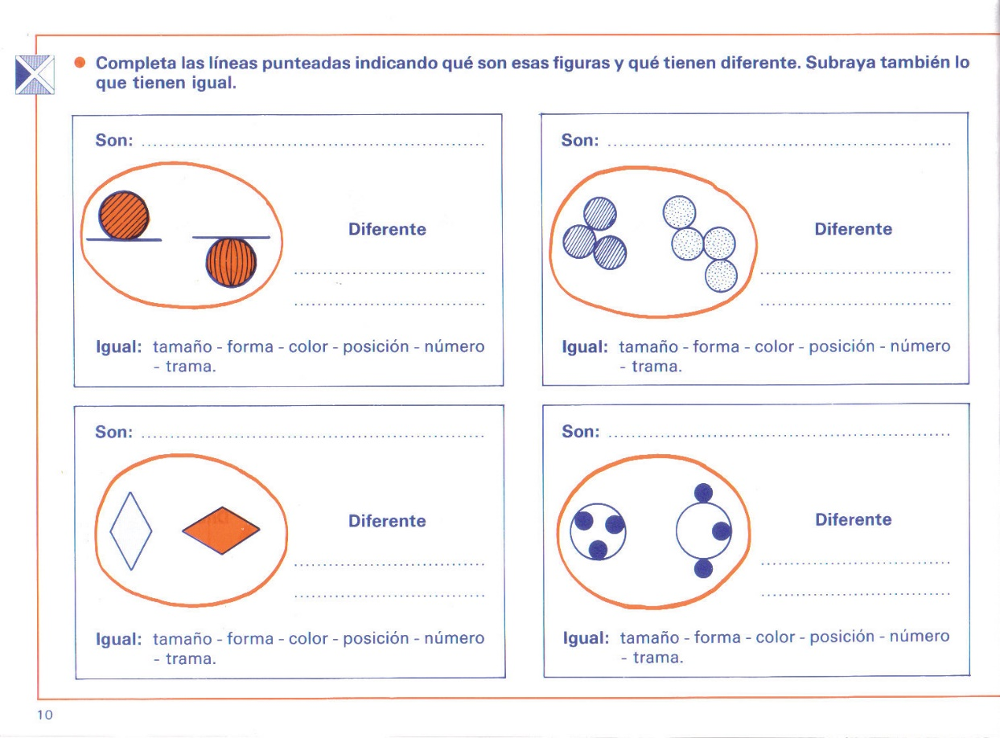 Completa las líneas punteadas indicando qué son esas figuras y qué tienen diferente. Subraya también lo
que tienen igual.
Son:
Diferente
Igual: tamaño - forma - color - posición - número
- trama.
Son:
Diferente
Igual: tamaño - forma - color - posición - número
- trama.
Son:
Diferente
Igual: tamaño - forma - color - posición - número
- trama.
Son:
Diferente
Igual: tamaño - forma - color - posición - número
- trama.
10